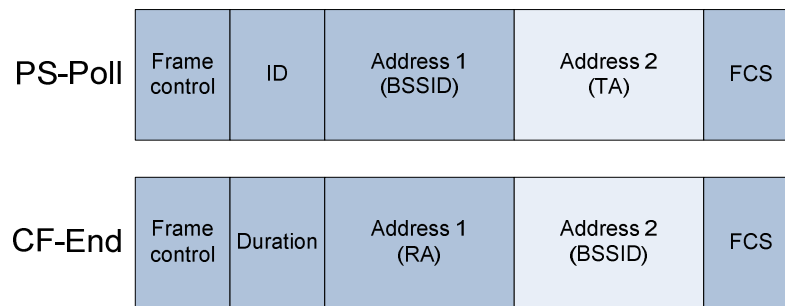 PS-Poll
Frame
control
ID
Address 1
(BSSID)
Address 2
(TA)
FCS
CF-End
Frame
control
Duration
Address 1
(RA)
Address 2
(BSSID)
FCS